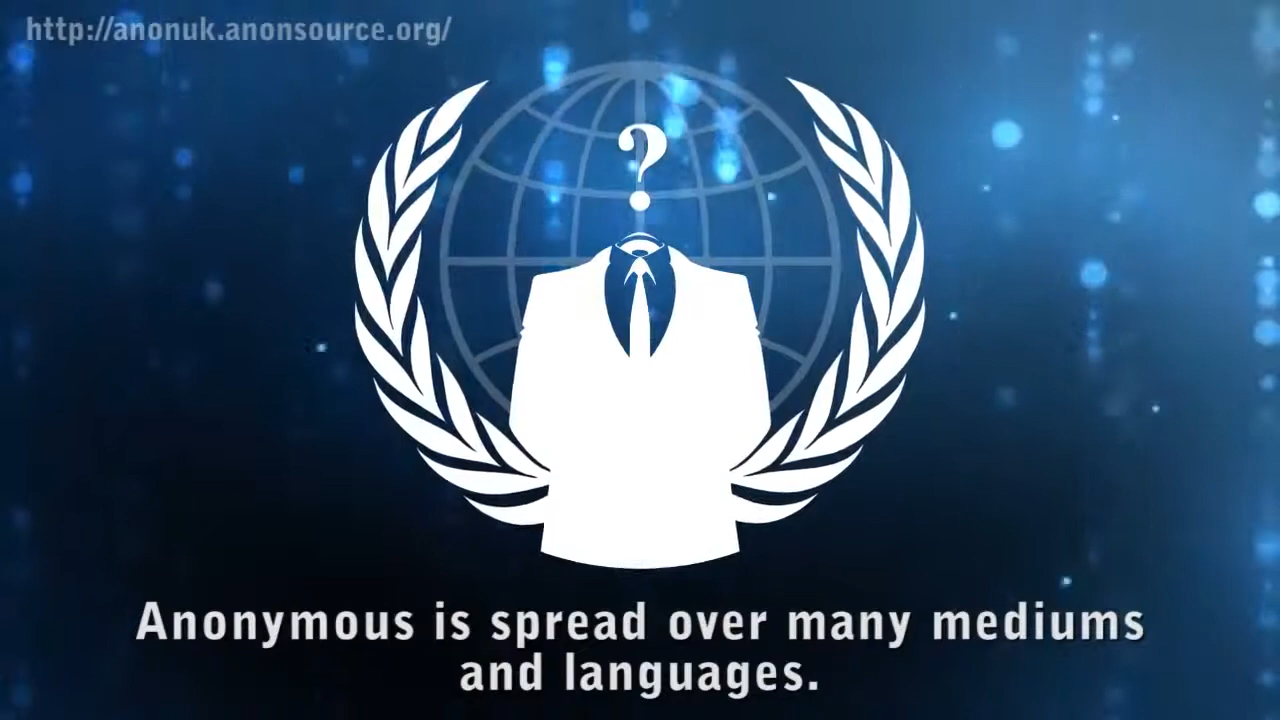 http://anonuk.anonsource.org/
?
Anonymous is spread over many mediums
and languages.